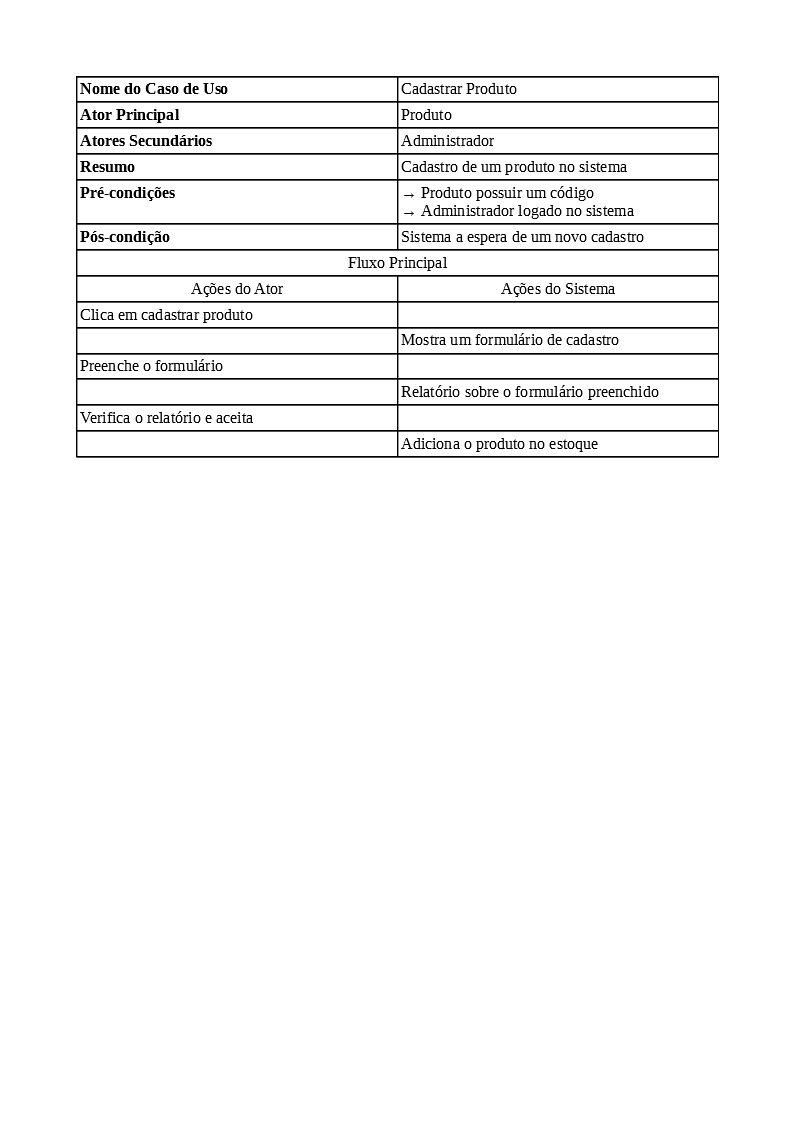 Nome do Caso de Uso Cadastrar Produto
Ator Principal Produto
Atores Secundários Administrador
Resumo Cadastro de um produto no sistema
Pré-condições → Produto possuir um código
→ Administrador logado no sistema
Pós-condição Sistema a espera de um novo cadastro
Fluxo Principal
Ações do Ator Ações do Sistema
Clica em cadastrar produto
Mostra um formulário de cadastro
Preenche o formulário
Relatório sobre o formulário preenchido
Verifica o relatório e aceita
Adiciona o produto no estoque